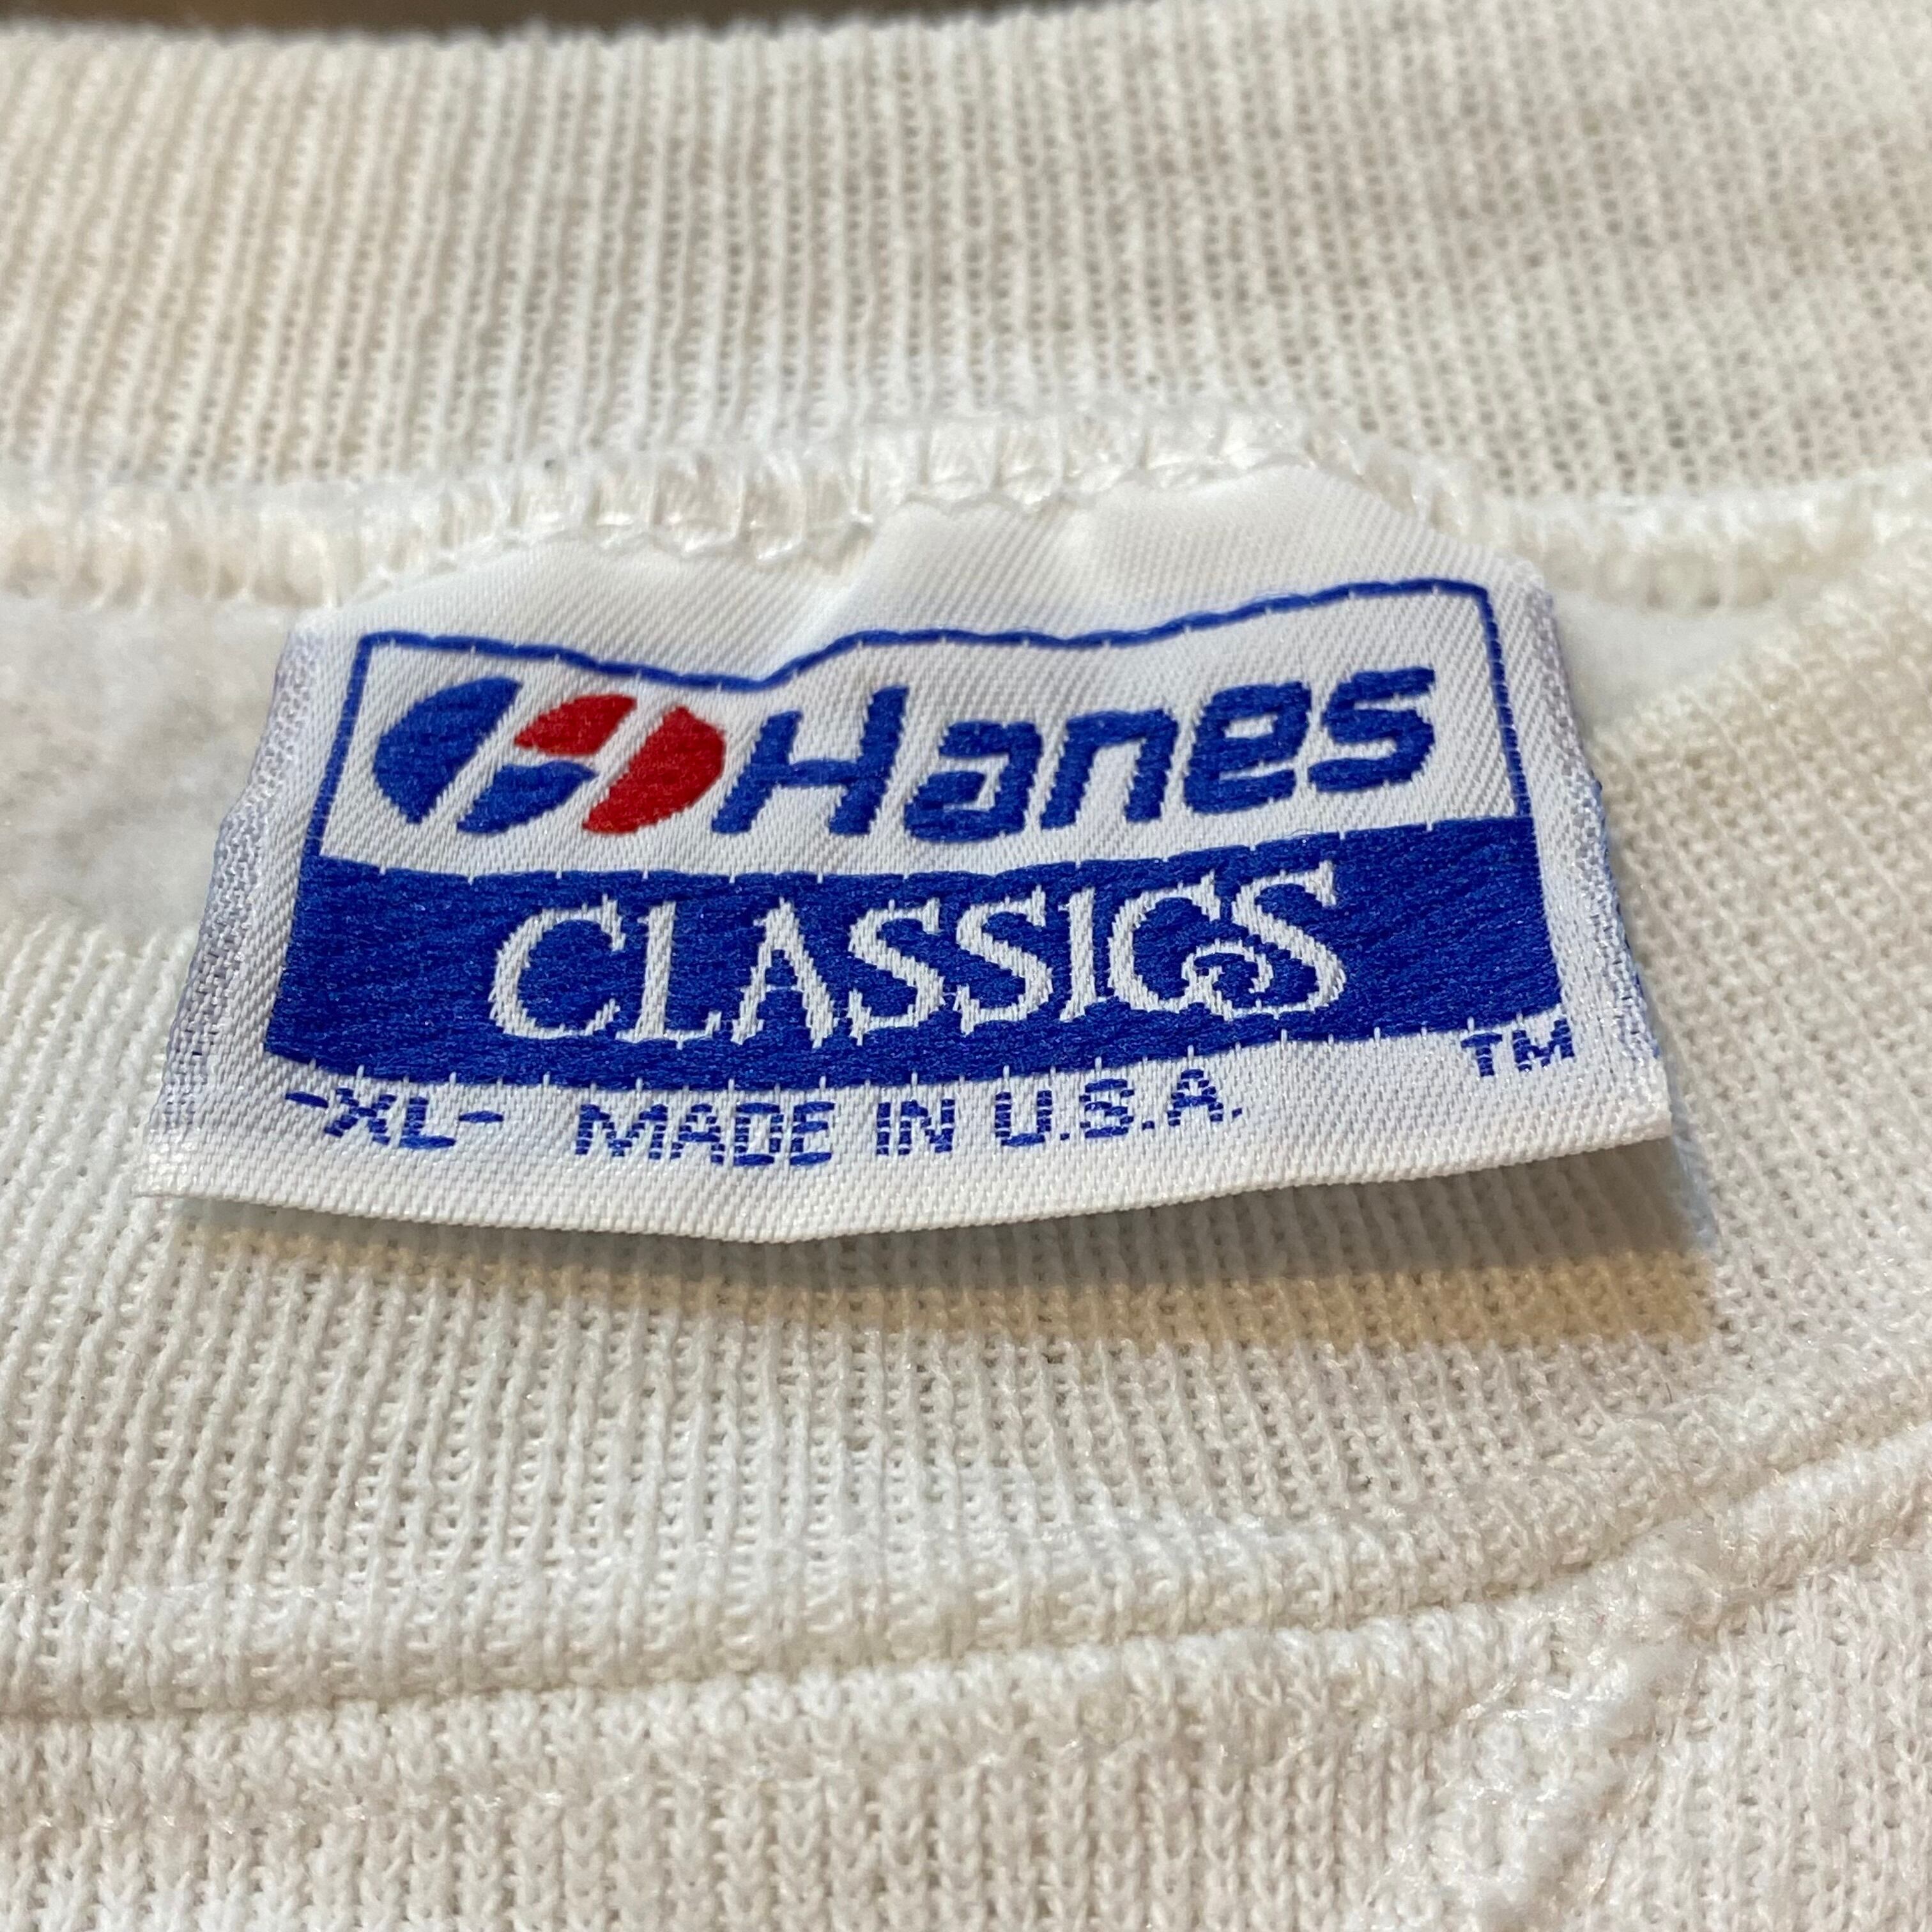 Hanes
CLASSICS
TM
-XL- MADE IN U.S.A.